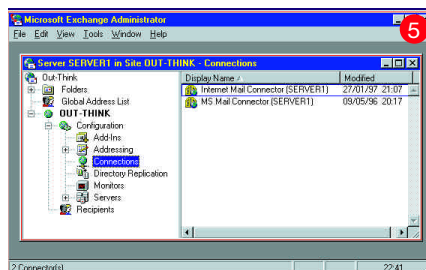 Microsoft Exchange Administrator
5
File Edit View Tools Window Help
Server SERVER1 in Site OUT-THINK - Connections
Out-Think
Folders
Global Address List
OUT-THINK
Configuration
Add-Ins
Addressing
Connections
Directory Replication
Monitors
Servers
Recipients
Display Name Modified
Internet Mail Connector (SERVER1) 27/01/97 21:07
MS Mail Connector (SERVER1) 09/05/96 20:17
2 Connector(s) 22:41